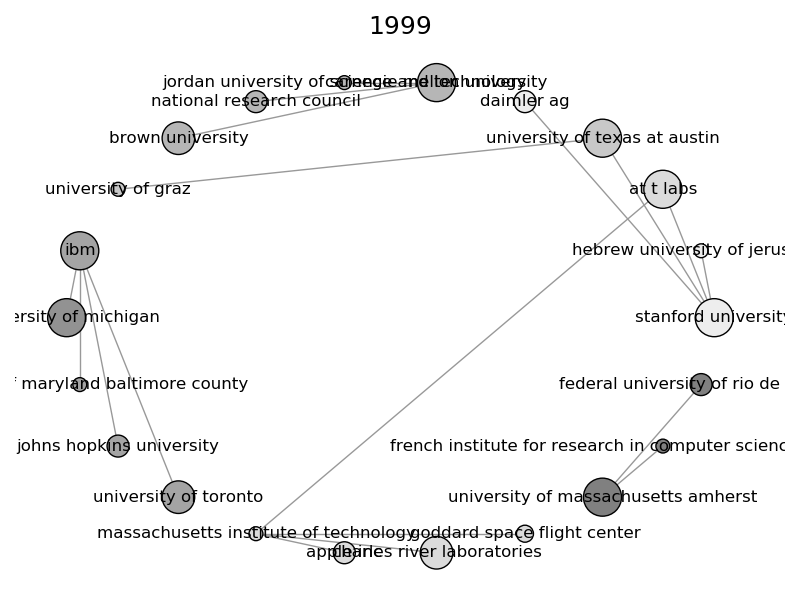 1999
jordan university of science and technology
carnegie mellon university
national research council
daimler ag
brown university
university of texas at austin
university of graz
at t labs
ibm
hebrew university of jerus
ersity of michigan
stanford university
f maryland baltimore county
federal university of rio de
johns hopkins university
french institute for research in computer scienc
university of toronto
university of massachusetts amherst
massachusetts institute of technology
goddard space flight center
apple inc
charles river laboratories